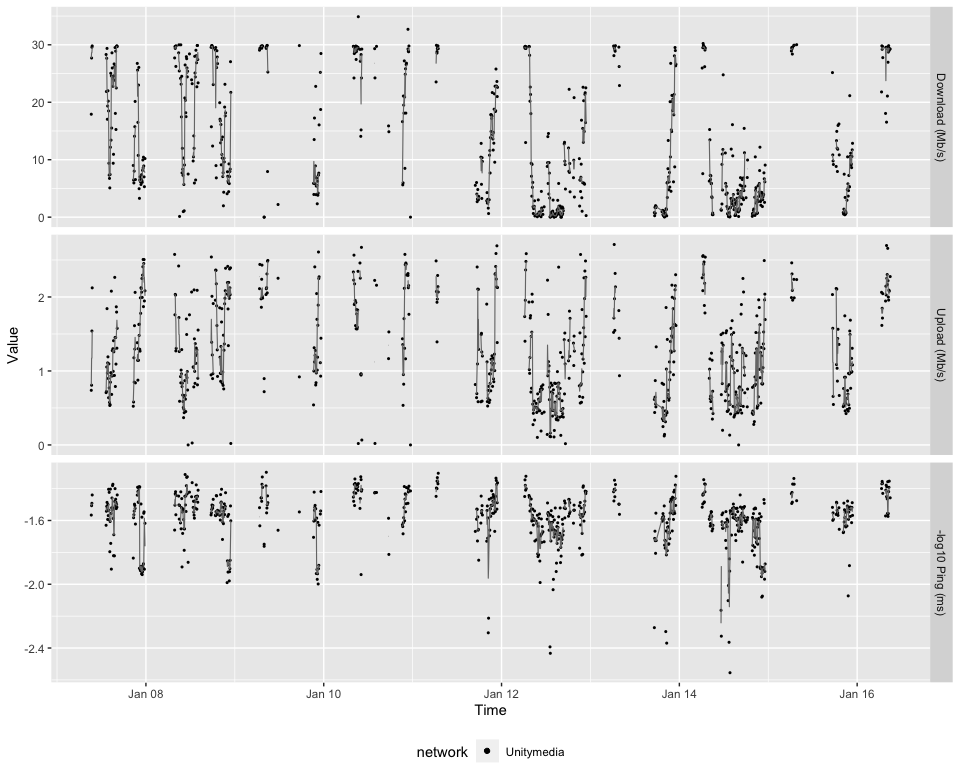 30
20
10
0
Download (Mb/s)
2
1
0
Upload (Mb/s)
Value
-1.6
-2.0
-2.4
-log10 Ping (ms)
Jan 08
Jan 10
Jan 12
Jan 14
Jan 16
Time
network
Unitymedia